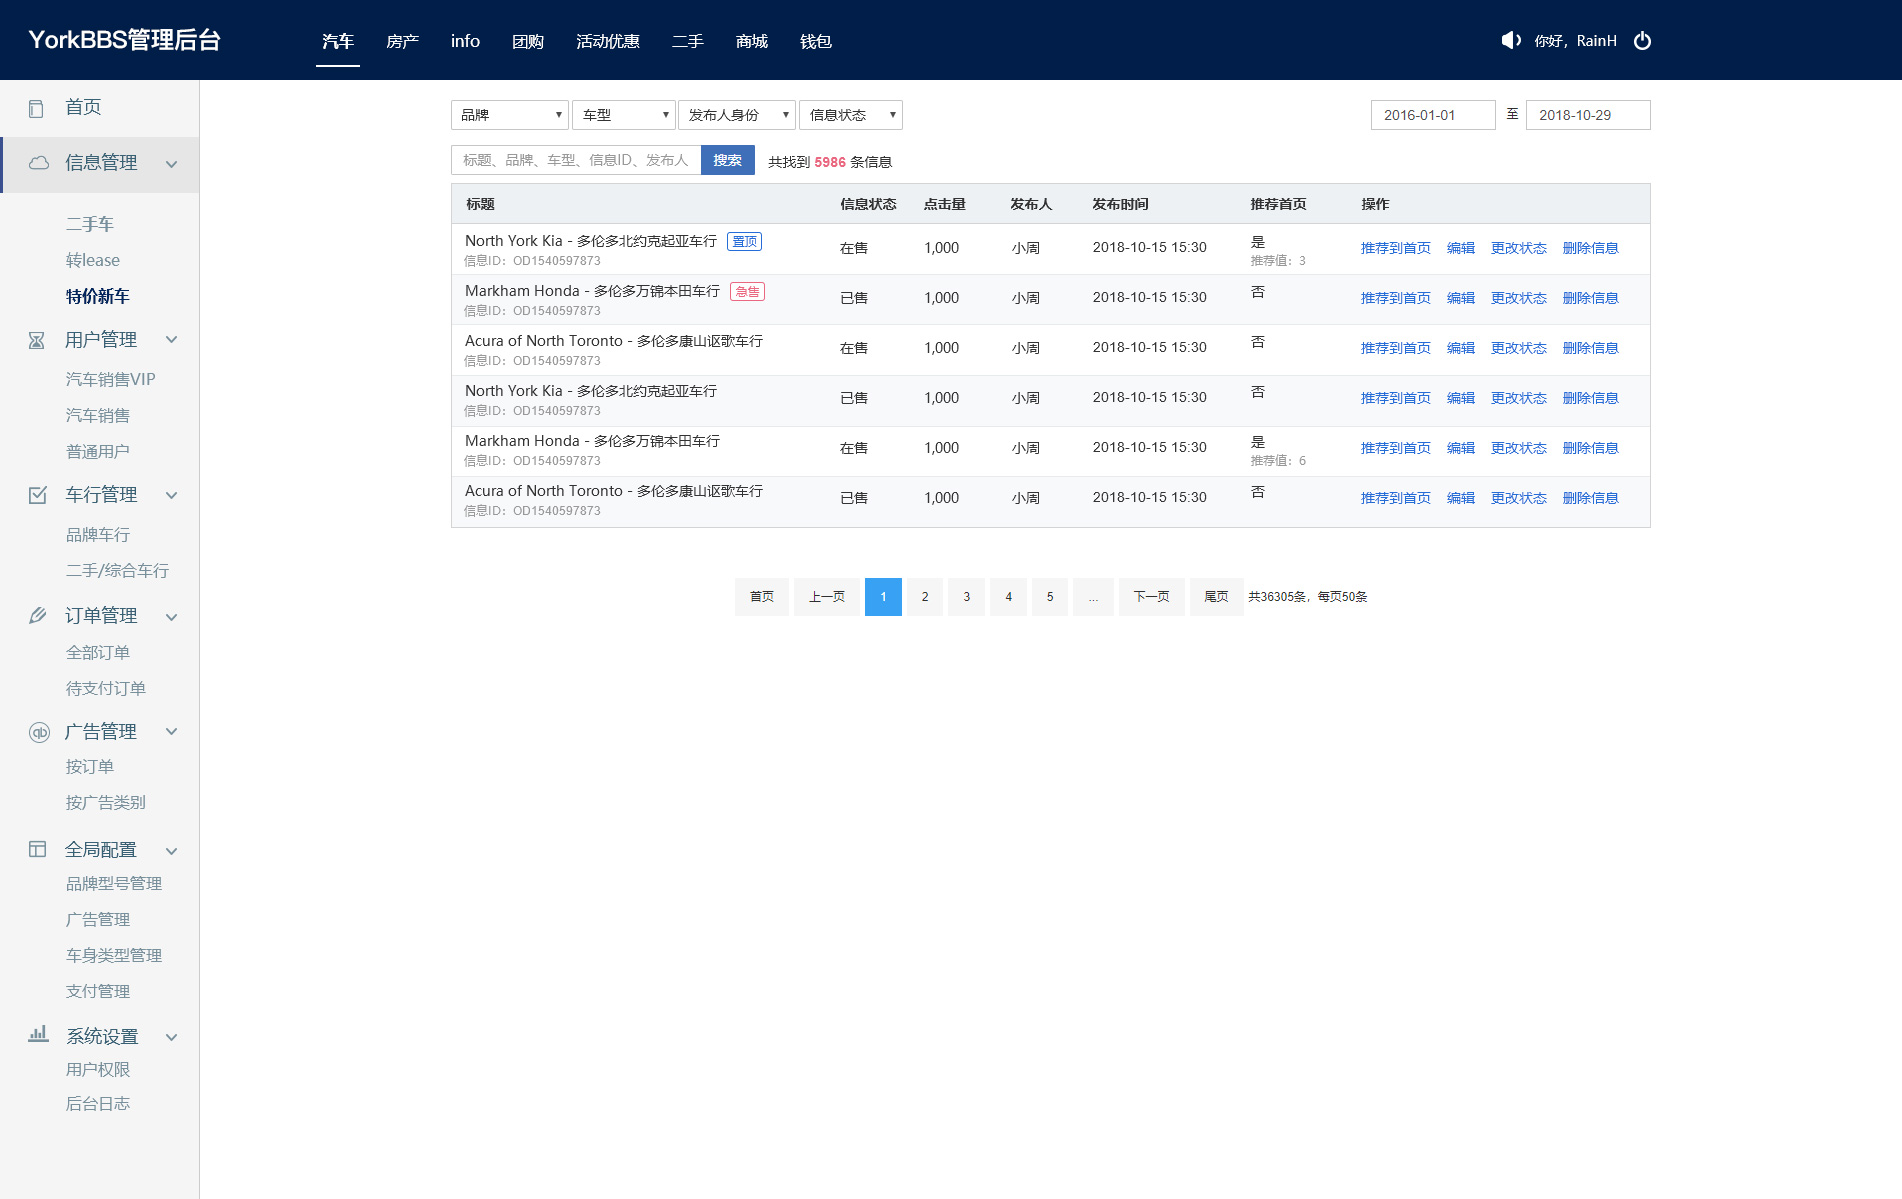 YorkBBS管理后台
汽车 房产 info 团购 活动优惠 二手 商城 钱包
你好，RainH
首页
信息管理
二手车
转lease
特价新车
用户管理
汽车销售VIP
汽车销售
普通用户
车行管理
品牌车行
二手/综合车行
订单管理
全部订单
待支付订单
广告管理
按订单
按广告类别
全局配置
品牌型号管理
广告管理
车身类型管理
支付管理
系统设置
用户权限
后台日志
品牌 车型 发布人身份 信息状态 2016-01-01 至 2018-10-29
标题、品牌、车型、信息ID、发布人 搜索 共找到 5986 条信息
标题 信息状态 点击量 发布人 发布时间 推荐首页 操作
North York Kia - 多伦多北约克起亚车行 置顶 在售 1,000 小周 2018-10-15 15:30 是 推荐到首页 编辑 更改状态 删除信息
信息ID：OD1540597873 推荐值：3
Markham Honda - 多伦多万锦本田车行 急售 已售 1,000 小周 2018-10-15 15:30 否 推荐到首页 编辑 更改状态 删除信息
信息ID：OD1540597873
Acura of North Toronto - 多伦多康山讴歌车行 在售 1,000 小周 2018-10-15 15:30 否 推荐到首页 编辑 更改状态 删除信息
信息ID：OD1540597873
North York Kia - 多伦多北约克起亚车行 已售 1,000 小周 2018-10-15 15:30 否 推荐到首页 编辑 更改状态 删除信息
信息ID：OD1540597873
Markham Honda - 多伦多万锦本田车行 在售 1,000 小周 2018-10-15 15:30 是 推荐到首页 编辑 更改状态 删除信息
信息ID：OD1540597873 推荐值：6
Acura of North Toronto - 多伦多康山讴歌车行 已售 1,000 小周 2018-10-15 15:30 否 推荐到首页 编辑 更改状态 删除信息
信息ID：OD1540597873
首页 上一页 1 2 3 4 5 ... 下一页 尾页 共36305条，每页50条